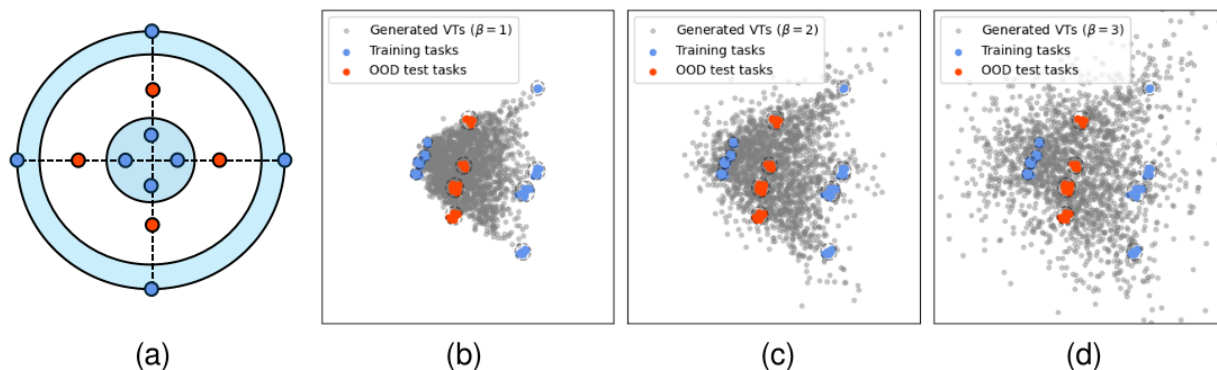 Generated VTs (β = 1)
Training tasks
OOD test tasks
Generated VTs (β = 2)
Training tasks
OOD test tasks
Generated VTs (β = 3)
Training tasks
OOD test tasks
(a)
(b)
(c)
(d)